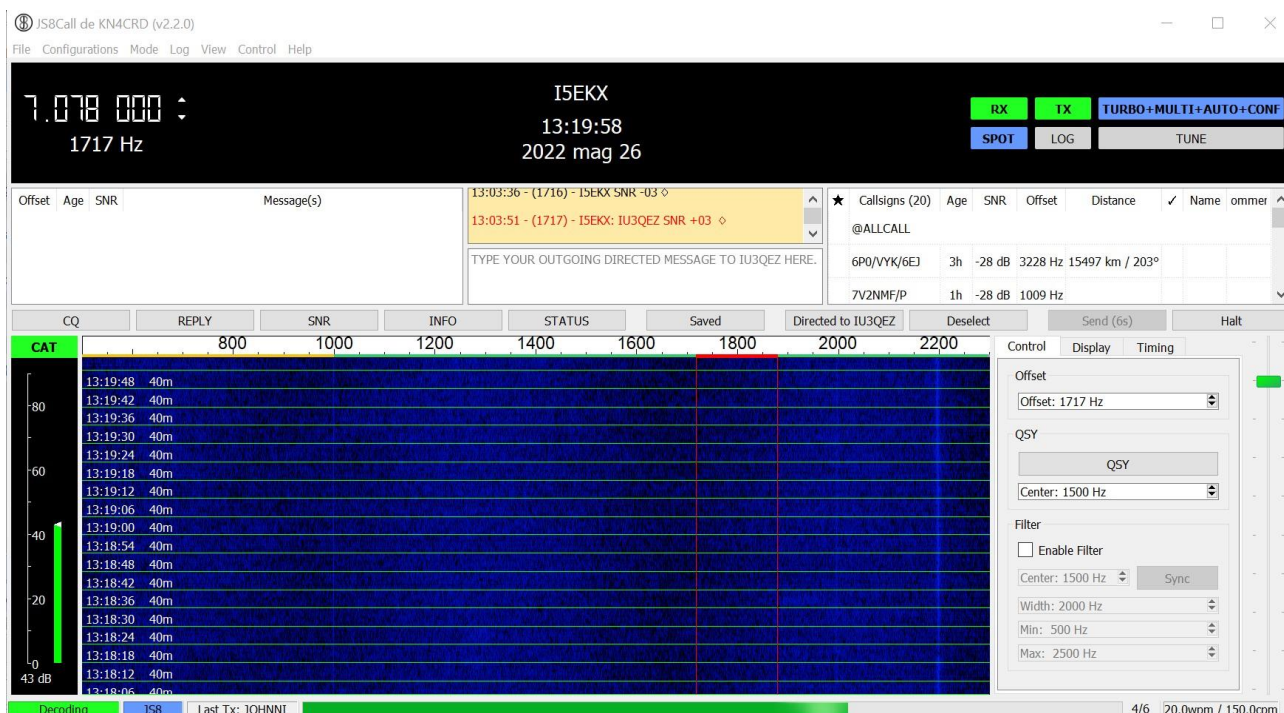 JS8Call de KN4CRD (v2.2.0)
File Configurations Mode Log View Control Help
7.078 000
1717 Hz
I5EKX
13:19:58
2022 mag 26
RX TX TURBO+MULTI+AUTO+CONF
SPOT LOG TUNE
Offset Age SNR Message(s)
13:03:36 - (1716) - I5EKX SNR -03 ♢
13:03:51 - (1717) - I5EKX: IU3QEZ SNR +03 ♢
TYPE YOUR OUTGOING DIRECTED MESSAGE TO IU3QEZ HERE.
★ Callsigns (20) Age SNR Offset Distance ✓ Name ommer
@ALLCALL
6P0/VYK/6EJ 3h -28 dB 3228 Hz 15497 km / 203°
7V2NMF/P 1h -28 dB 1009 Hz
CQ REPLY SNR INFO STATUS Saved Directed to IU3QEZ Deselect Send (6s) Halt
CAT
80
60
40
20
0
43 dB
800 1000 1200 1400 1600 1800 2000 2200
13:19:48 40m
13:19:42 40m
13:19:36 40m
13:19:30 40m
13:19:24 40m
13:19:18 40m
13:19:12 40m
13:19:06 40m
13:19:00 40m
13:18:54 40m
13:18:48 40m
13:18:42 40m
13:18:36 40m
13:18:30 40m
13:18:24 40m
13:18:18 40m
13:18:12 40m
13:18:06 40m
Control Display Timing
Offset
Offset: 1717 Hz
QSY
QSY
Center: 1500 Hz
Filter
Enable Filter
Center: 1500 Hz Sync
Width: 2000 Hz
Min: 500 Hz
Max: 2500 Hz
Decoding JS8 Last Tx: JOHNNI 4/6 20.0wpm / 150.0cpm